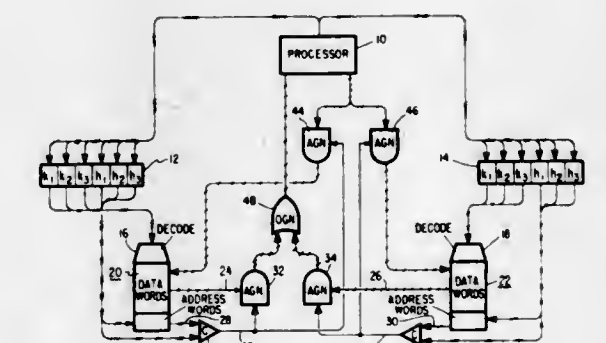 10
PROCESSOR
44
46
AGN
AGN
12
k₁ k₂ k₃ h₁ h₂ h₃
14
k₁ k₂ k₃ h₁ h₂ h₃
48
OGN
16
DECODE
DECODE
18
20
DATA WORDS
24
32
AGN
34
AGN
26
DATA WORDS
22
ADDRESS WORDS
28
C
ADDRESS WORDS
30
C